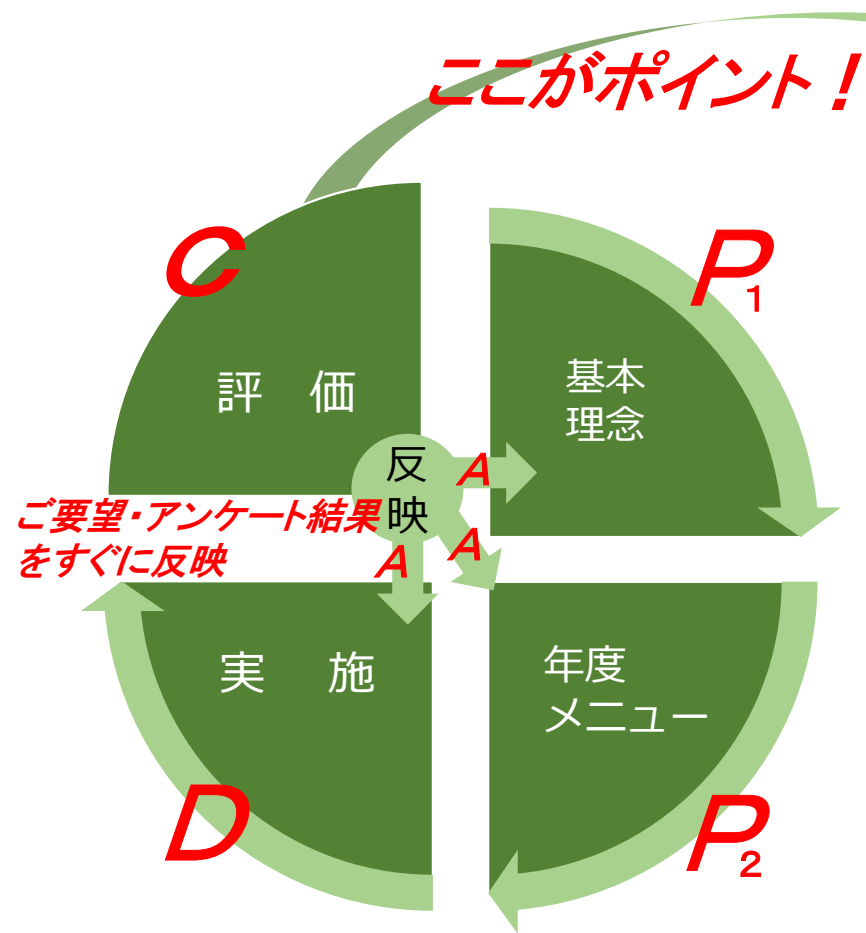 ここがポイント！
C
P1
評　価
基本
理念
反
映
A
A
A
ご要望・アンケート結果
をすぐに反映
実　施
年度
メニュー
D
P2